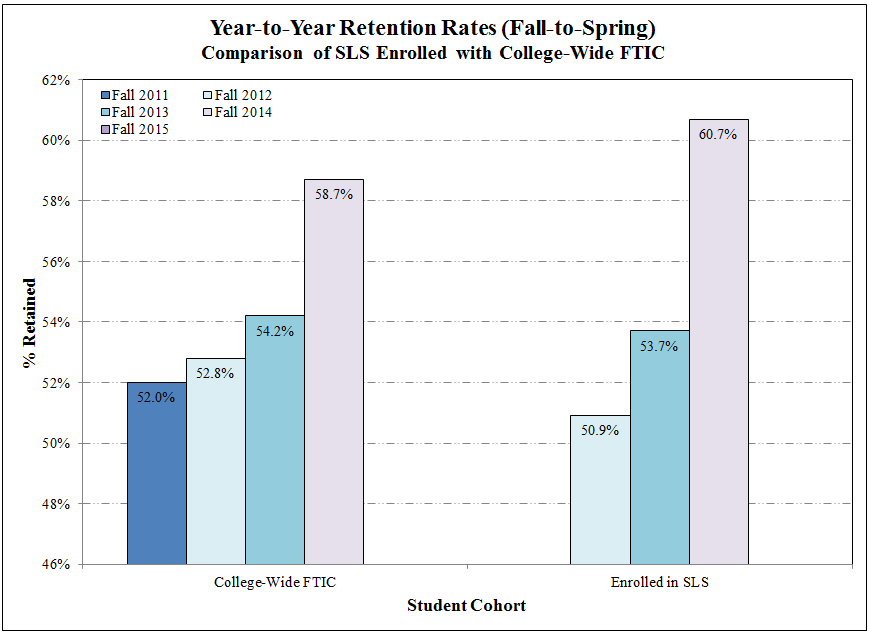 Year-to-Year Retention Rates (Fall-to-Spring)
Comparison of SLS Enrolled with College-Wide FTIC
62%
Fall 2011 Fall 2012
Fall 2013 Fall 2014
Fall 2015
60%
60.7%
58%
58.7%
56%
54%
54.2%
53.7%
52%
52.8%
52.0%
50%
50.9%
48%
46%
% Retained
College-Wide FTIC Enrolled in SLS
Student Cohort